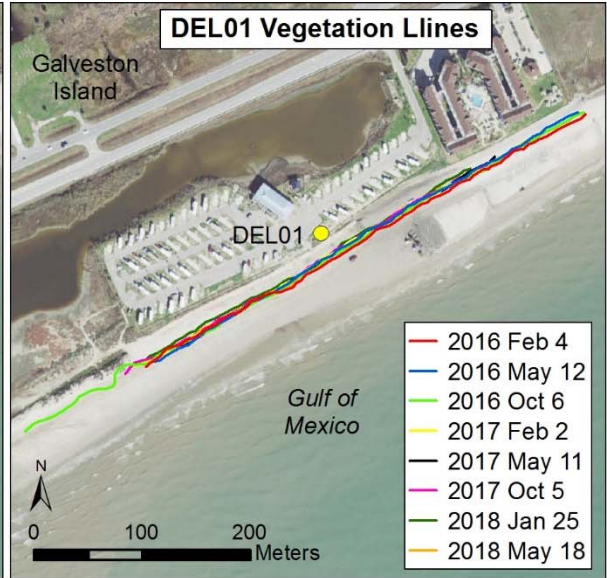 DEL01 Vegetation Llines
Galveston
Island
DEL01
Gulf of
Mexico
N
0 100 200
Meters
2016 Feb 4
2016 May 12
2016 Oct 6
2017 Feb 2
2017 May 11
2017 Oct 5
2018 Jan 25
2018 May 18